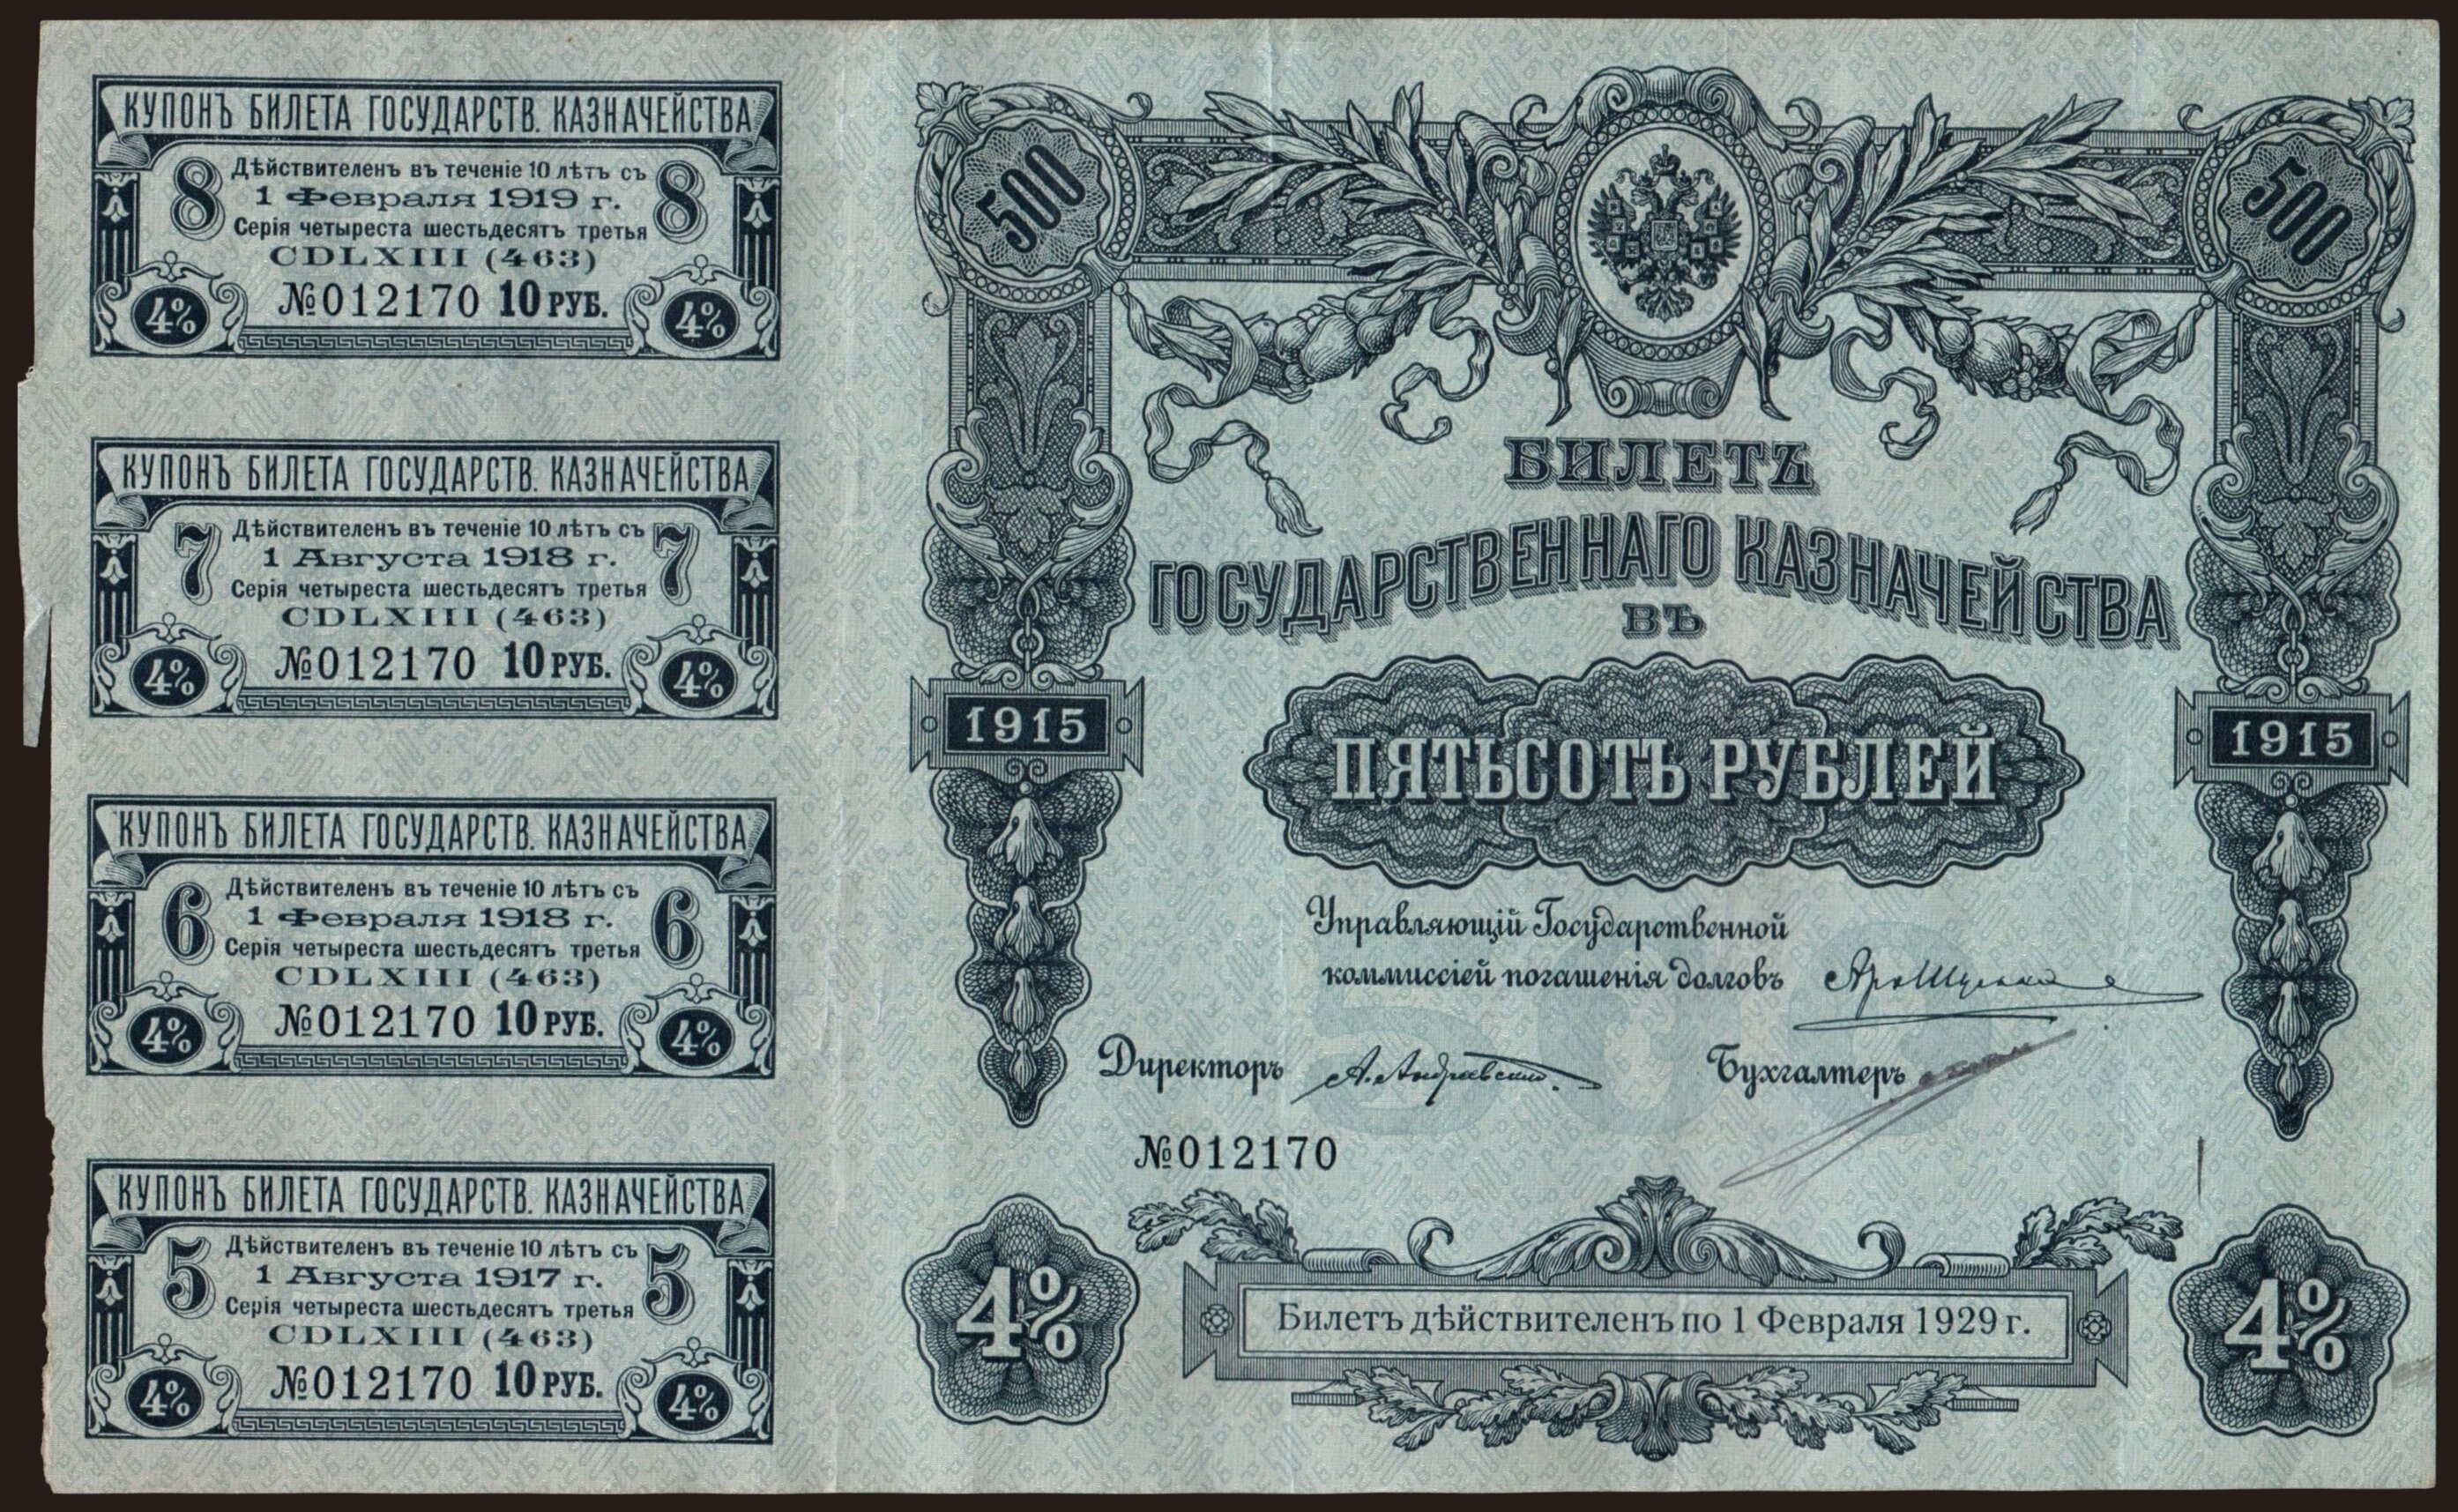 КУПОНЪ БИЛЕТА ГОСУДАРСТВ. КАЗНАЧЕЙСТВА
8 Дѣйствителенъ въ теченіе 10 лѣтъ съ 8
1 Февраля 1919 г.
Серія четыреста шестьдесятъ третья
CDLXIII (463)
№012170 10 РУБ.
4% 4%
КУПОНЪ БИЛЕТА ГОСУДАРСТВ. КАЗНАЧЕЙСТВА
7 Дѣйствителенъ въ теченіе 10 лѣтъ съ 7
1 Августа 1918 г.
Серія четыреста шестьдесятъ третья
CDLXIII (463)
№012170 10 РУБ.
4% 4%
КУПОНЪ БИЛЕТА ГОСУДАРСТВ. КАЗНАЧЕЙСТВА
6 Дѣйствителенъ въ теченіе 10 лѣтъ съ 6
1 Февраля 1918 г.
Серія четыреста шестьдесятъ третья
CDLXIII (463)
№012170 10 РУБ.
4% 4%
КУПОНЪ БИЛЕТА ГОСУДАРСТВ. КАЗНАЧЕЙСТВА
5 Дѣйствителенъ въ теченіе 10 лѣтъ съ 5
1 Августа 1917 г.
Серія четыреста шестьдесятъ третья
CDLXIII (463)
№012170 10 РУБ.
4% 4%
500 500
БИЛЕТЪ
ГОСУДАРСТВЕННАГО КАЗНАЧЕЙСТВА
ВЪ
1915 1915
ПЯТЬСОТЪ РУБЛЕЙ
Управляющій Государственной
коммиссіей погашенія долговъ
500
Директоръ Бухгалтеръ
№012170
4% 4%
Билетъ дѣйствителенъ по 1 Февраля 1929 г.